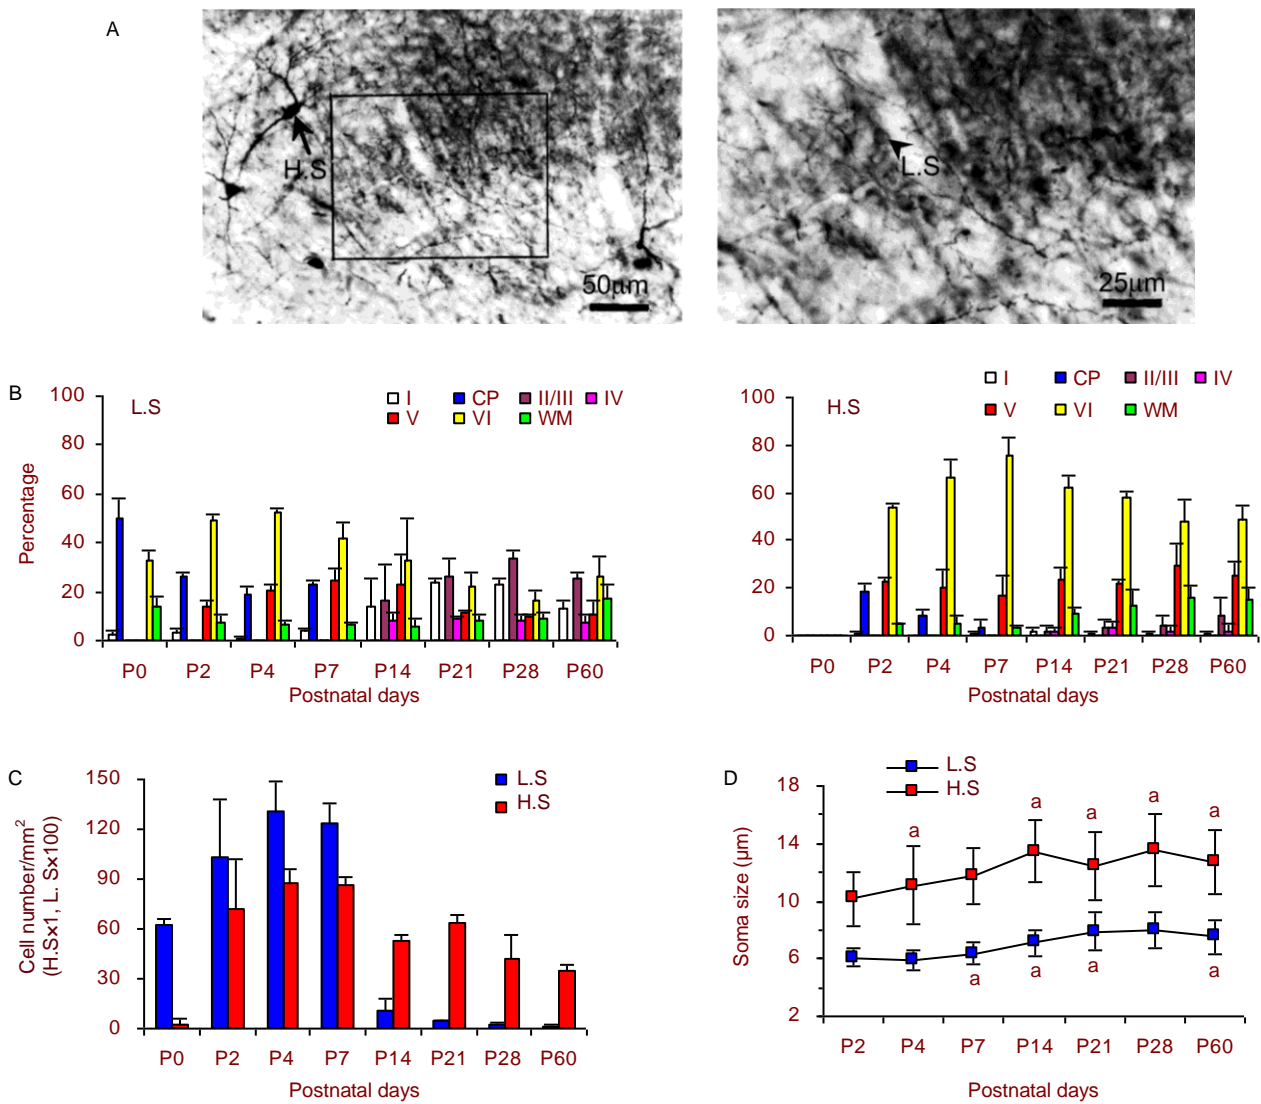 A
H.S
50µm
L.S
25µm
B
L.S
I CP II/III IV
V VI WM
100
80
60
40
20
0
Percentage
P0 P2 P4 P7 P14 P21 P28 P60
Postnatal days
H.S
I CP II/III IV
V VI WM
100
80
60
40
20
0
P0 P2 P4 P7 P14 P21 P28 P60
Postnatal days
C
L.S
H.S
150
120
90
60
30
0
Cell number/mm²
(H.S×1, L. S×100)
P0 P2 P4 P7 P14 P21 P28 P60
Postnatal days
D
L.S
H.S
18
14
10
6
2
Soma size (µm)
a a a a a
a a a a
P2 P4 P7 P14 P21 P28 P60
Postnatal days